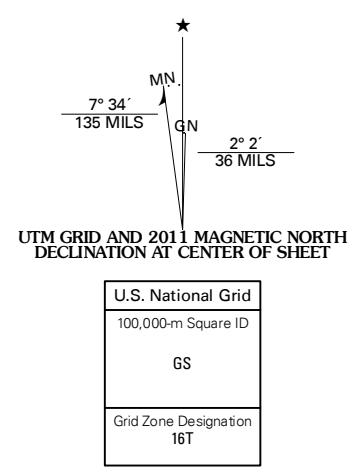 ★
MN
7° 34´
135 MILS
GN
2° 2´
36 MILS
UTM GRID AND 2011 MAGNETIC NORTH
DECLINATION AT CENTER OF SHEET
U.S. National Grid
100,000-m Square ID
GS
Grid Zone Designation
16T